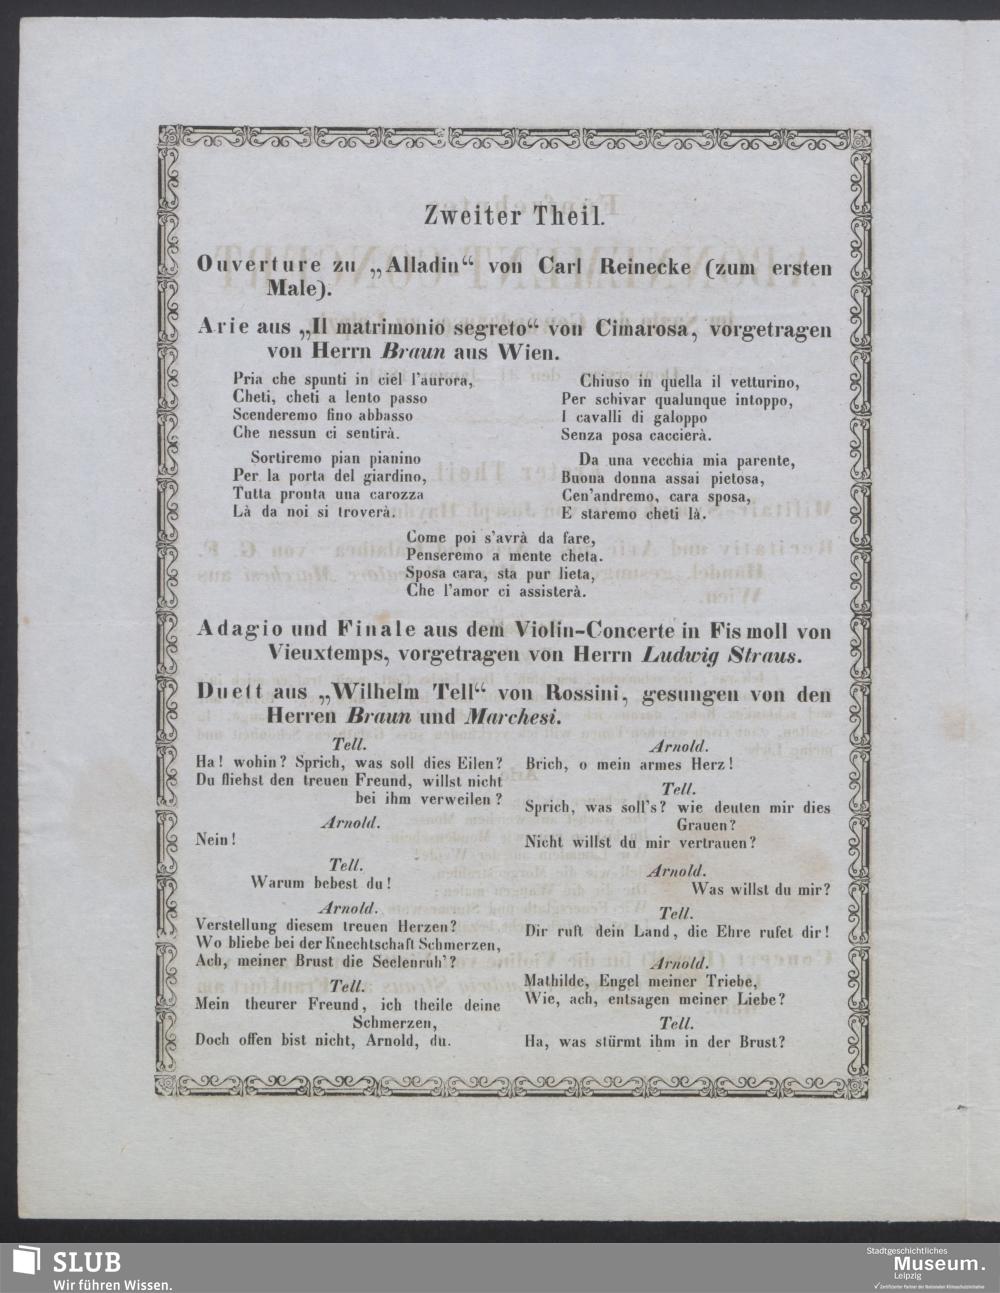 Zweiter Theil.
Ouverture zu „Alladin“ von Carl Reinecke (zum ersten
Male).
Arie aus „Il matrimonio segreto“ von Cimarosa, vorgetragen
von Herrn Braun aus Wien.
Pria che spunti in ciel l'aurora,
Cheti, cheti a lento passo
Scenderemo fino abbasso
Che nessun ci sentirà.
Sortiremo pian pianino
Per la porta del giardino,
Tutta pronta una carozza
Là da noi si troverà.
Chiuso in quella il vetturino,
Per schivar qualunque intoppo,
I cavalli di galoppo
Senza posa caccierà.
Da una vecchia mia parente,
Buona donna assai pietosa,
Cen'andremo, cara sposa,
E staremo cheti là.
Come poi s'avrà da fare,
Penseremo a mente cheta.
Sposa cara, sta pur lieta,
Che l'amor ci assisterà.
Adagio und Finale aus dem Violin-Concerte in Fis moll von
Vieuxtemps, vorgetragen von Herrn Ludwig Straus.
Duett aus „Wilhelm Tell“ von Rossini, gesungen von den
Herren Braun und Marchesi.
Tell.
Ha! wohin? Sprich, was soll dies Eilen?
Du fliehst den treuen Freund, willst nicht
bei ihm verweilen?
Arnold.
Nein!
Tell.
Warum bebest du!
Arnold.
Verstellung diesem treuen Herzen?
Wo bliebe bei der Knechtschaft Schmerzen,
Ach, meiner Brust die Seelenruh'?
Tell.
Mein theurer Freund, ich theile deine
Schmerzen,
Doch offen bist nicht, Arnold, du.
Arnold.
Brich, o mein armes Herz!
Tell.
Sprich, was soll's? wie deuten mir dies
Grauen?
Nicht willst du mir vertrauen?
Arnold.
Was willst du mir?
Tell.
Dir ruft dein Land, die Ehre rufet dir!
Arnold.
Mathilde, Engel meiner Triebe,
Wie, ach, entsagen meiner Liebe?
Tell.
Ha, was stürmt ihm in der Brust?
SLUB
Wir führen Wissen.
Stadtgeschichtliches
Museum.
Leipzig
Zertifizierter Partner der Nationalen Klimaschutzinitiative